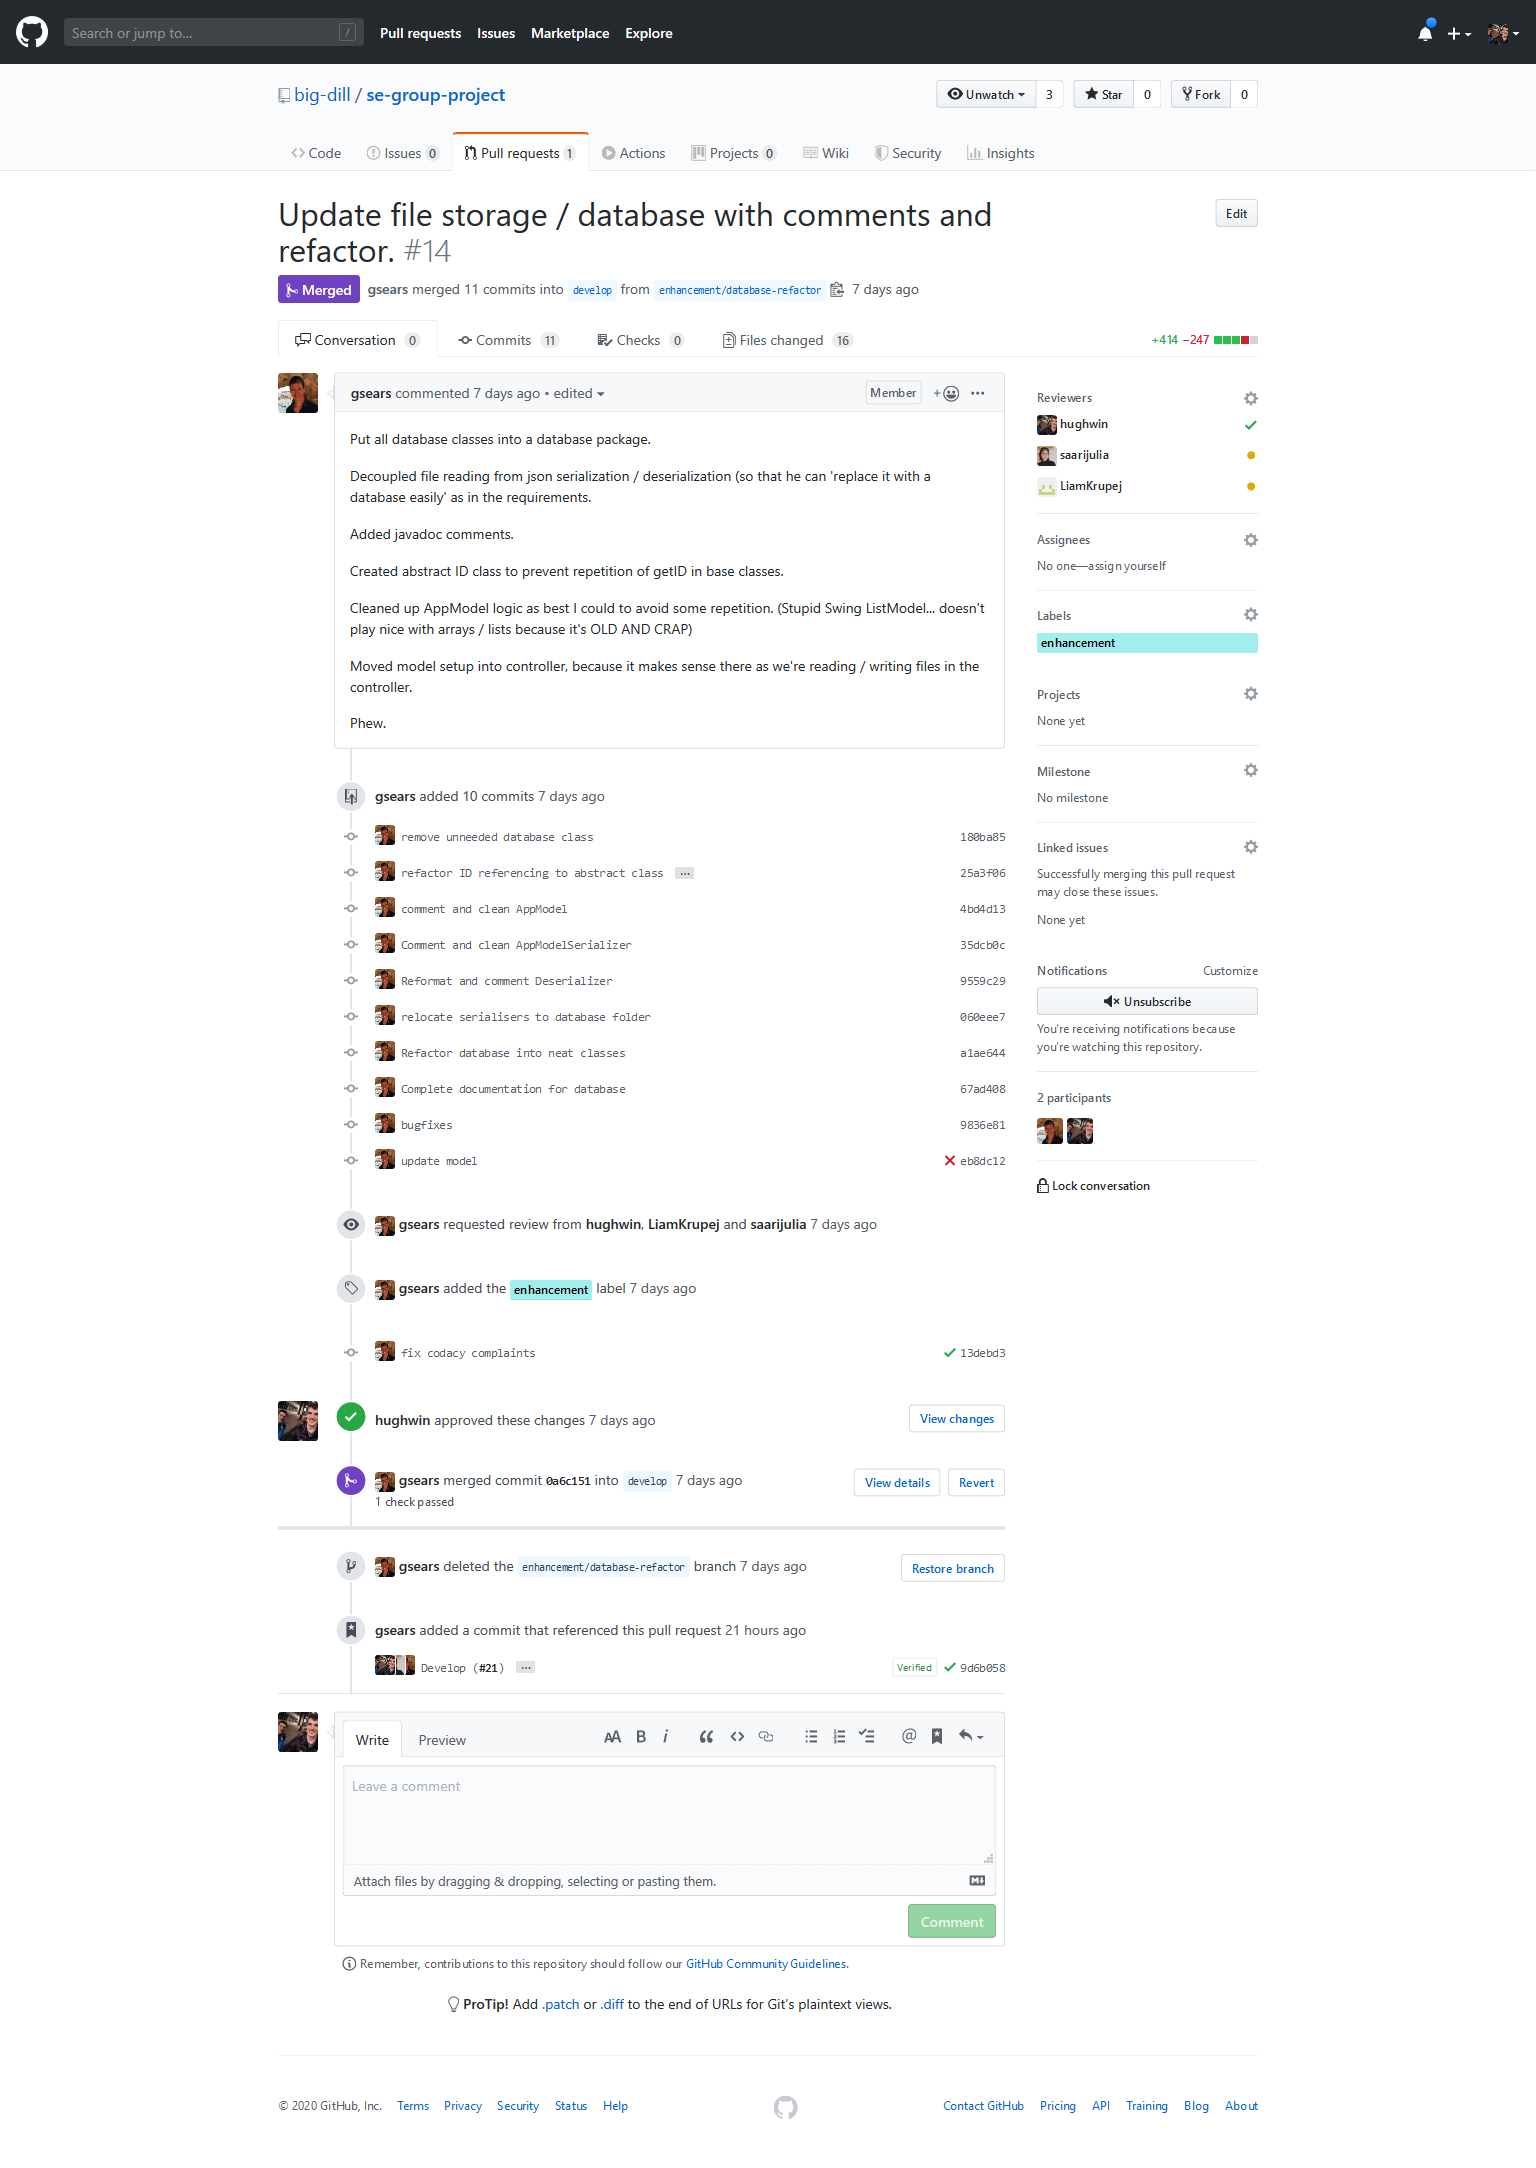 Search or jump to...
/
Pull requests
Issues
Marketplace
Explore
big-dill / se-group-project
Unwatch 3
Star 0
Fork 0
Code
Issues 0
Pull requests 1
Actions
Projects 0
Wiki
Security
Insights
Update file storage / database with comments and
refactor. #14
Edit
Merged gsears merged 11 commits into develop from enhancement/database-refactor 7 days ago
Conversation 0
Commits 11
Checks 0
Files changed 16
+414 −247
gsears commented 7 days ago • edited
Member
Put all database classes into a database package.
Decoupled file reading from json serialization / deserialization (so that he can 'replace it with a
database easily' as in the requirements.
Added javadoc comments.
Created abstract ID class to prevent repetition of getID in base classes.
Cleaned up AppModel logic as best I could to avoid some repetition. (Stupid Swing ListModel... doesn't
play nice with arrays / lists because it's OLD AND CRAP)
Moved model setup into controller, because it makes sense there as we're reading / writing files in the
controller.
Phew.
gsears added 10 commits 7 days ago
remove unneeded database class 180ba85
refactor ID referencing to abstract class … 25a3f06
comment and clean AppModel 4bd4d13
Comment and clean AppModelSerializer 35dcb0c
Reformat and comment Deserializer 9559c29
relocate serialisers to database folder 060eee7
Refactor database into neat classes a1ae644
Complete documentation for database 67ad408
bugfixes 9836e81
update model eb8dc12
gsears requested review from hughwin, LiamKrupej and saarijulia 7 days ago
gsears added the enhancement label 7 days ago
fix codacy complaints 13debd3
hughwin approved these changes 7 days ago
View changes
gsears merged commit 0a6c151 into develop 7 days ago
1 check passed
View details
Revert
gsears deleted the enhancement/database-refactor branch 7 days ago
Restore branch
gsears added a commit that referenced this pull request 21 hours ago
Develop (#21) … Verified 9d6b058
Write
Preview
AA B i
@
Leave a comment
Attach files by dragging & dropping, selecting or pasting them.
Comment
Remember, contributions to this repository should follow our GitHub Community Guidelines.
ProTip! Add .patch or .diff to the end of URLs for Git's plaintext views.
Reviewers
hughwin
saarijulia
LiamKrupej
Assignees
No one—assign yourself
Labels
enhancement
Projects
None yet
Milestone
No milestone
Linked issues
Successfully merging this pull request
may close these issues.
None yet
Notifications
Customize
Unsubscribe
You're receiving notifications because
you're watching this repository.
2 participants
Lock conversation
© 2020 GitHub, Inc.
Terms
Privacy
Security
Status
Help
Contact GitHub
Pricing
API
Training
Blog
About